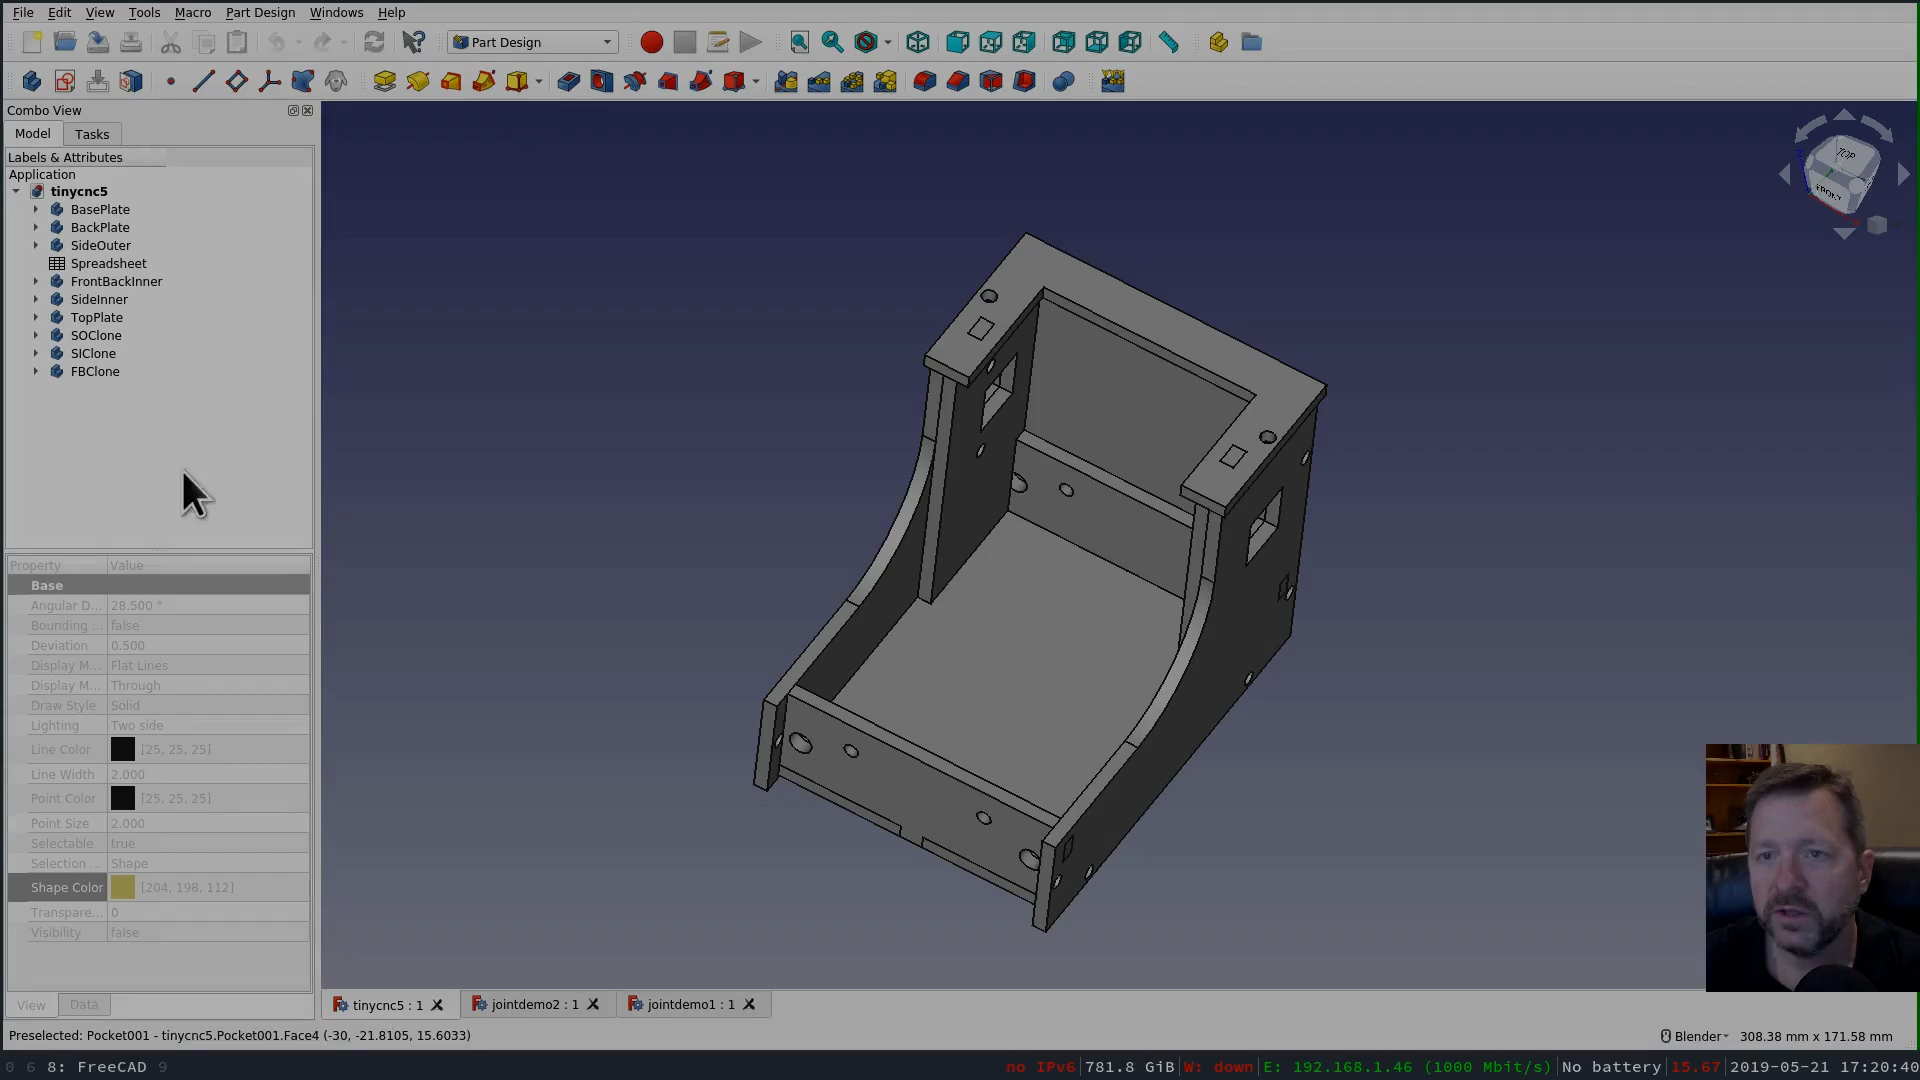 File Edit View Tools Macro Part Design Windows Help
Part Design
Combo View
Model Tasks
Labels & Attributes
Application
tinycnc5
BasePlate
BackPlate
SideOuter
Spreadsheet
FrontBackInner
SideInner
TopPlate
SOClone
SIClone
FBClone
TOP
FRONT
Property Value
Base
Angular D... 28.500 °
Bounding ... false
Deviation 0.500
Display M... Flat Lines
Display M... Through
Draw Style Solid
Lighting Two side
Line Color [25, 25, 25]
Line Width 2.000
Point Color [25, 25, 25]
Point Size 2.000
Selectable true
Selection ... Shape
Shape Color [204, 198, 112]
Transpare... 0
Visibility false
View Data
tinycnc5 : 1 jointdemo2 : 1 jointdemo1 : 1
Preselected: Pocket001 - tinycnc5.Pocket001.Face4 (-30, -21.8105, 15.6033) Blender 308.38 mm x 171.58 mm
0 6 8: FreeCAD 9 no IPv6|781.8 GiB|W: down|E: 192.168.1.46 (1000 Mbit/s)|No battery|15.67|2019-05-21 17:20:40